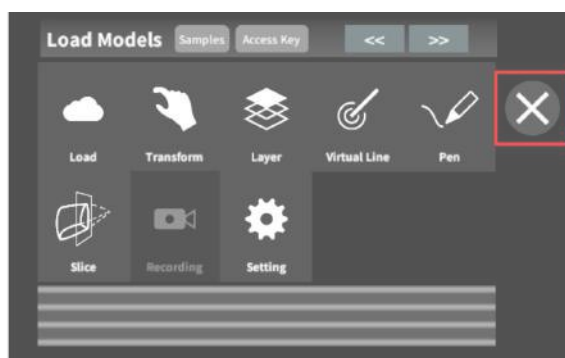 Load Models Samples Access Key << >>
Load Transform Layer Virtual Line Pen
Slice Recording Setting